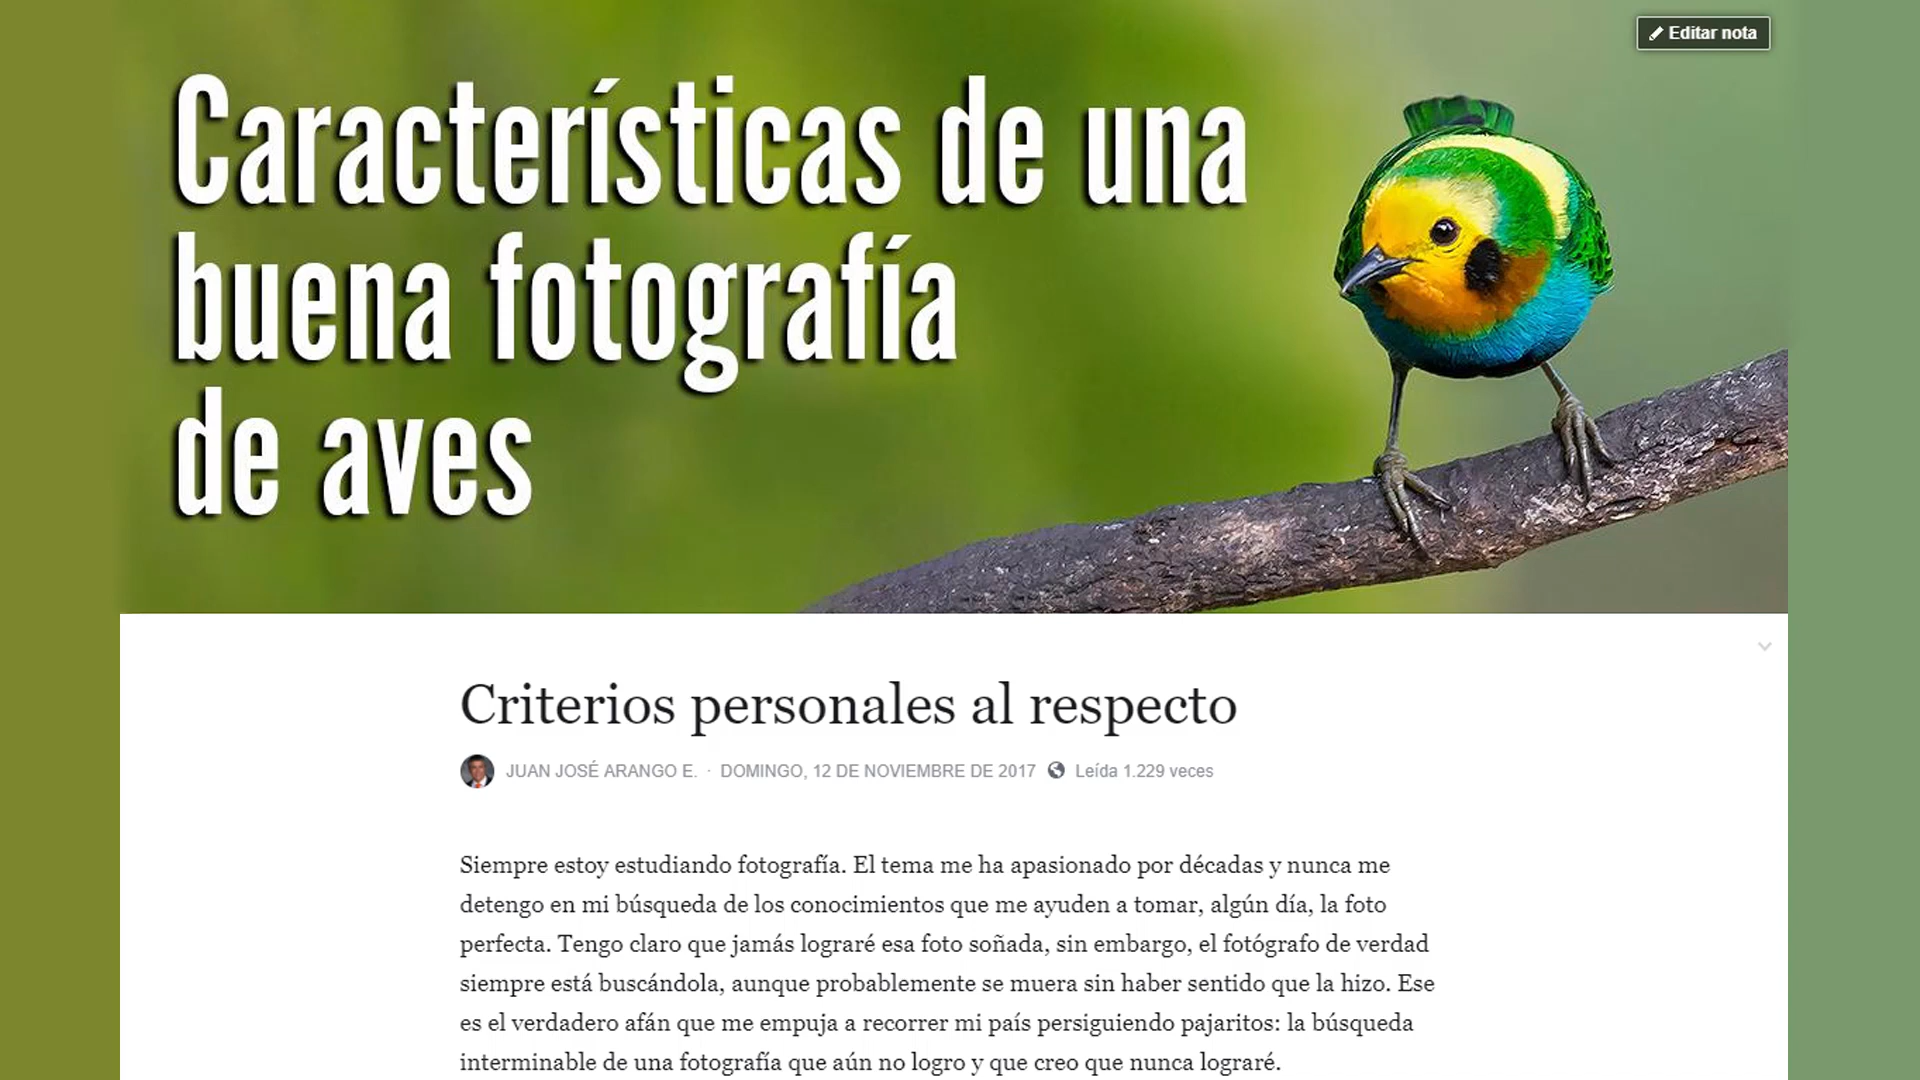 Editar nota
Características de una
buena fotografía
de aves
Criterios personales al respecto
JUAN JOSÉ ARANGO E. · DOMINGO, 12 DE NOVIEMBRE DE 2017 Leída 1.229 veces
Siempre estoy estudiando fotografía. El tema me ha apasionado por décadas y nunca me
detengo en mi búsqueda de los conocimientos que me ayuden a tomar, algún día, la foto
perfecta. Tengo claro que jamás lograré esa foto soñada, sin embargo, el fotógrafo de verdad
siempre está buscándola, aunque probablemente se muera sin haber sentido que la hizo. Ese
es el verdadero afán que me empuja a recorrer mi país persiguiendo pajaritos: la búsqueda
interminable de una fotografía que aún no logro y que creo que nunca lograré.